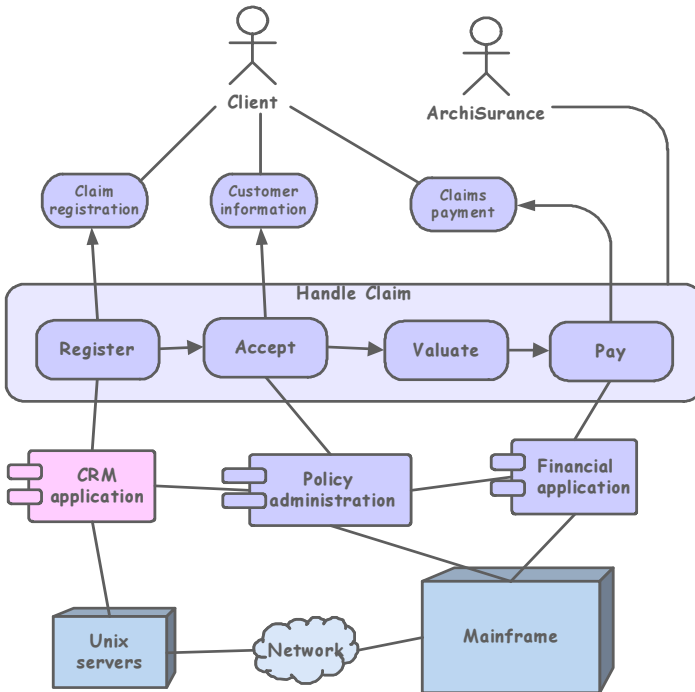 Client
ArchiSurance
Claim
registration
Customer
information
Claims
payment
Handle Claim
Register
Accept
Valuate
Pay
CRM
application
Policy
administration
Financial
application
Unix
servers
Network
Mainframe